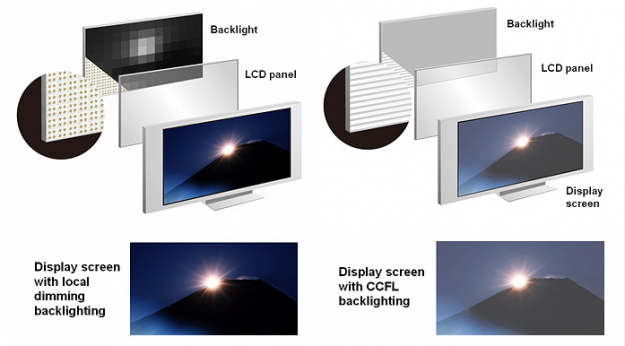 Backlight
LCD panel
Display screen
with local
dimming
backlighting
Backlight
LCD panel
Display
screen
Display screen
with CCFL
backlighting